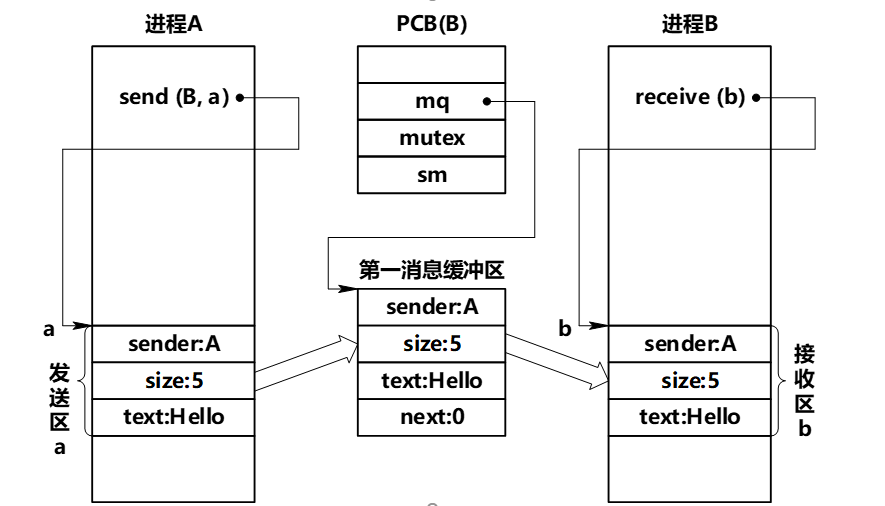 进程A
PCB(B)
进程B
send (B, a)
mq
mutex
sm
receive (b)
第一消息缓冲区
a
sender:A
size:5
text:Hello
发送区a
sender:A
size:5
text:Hello
next:0
b
sender:A
size:5
text:Hello
接收区b